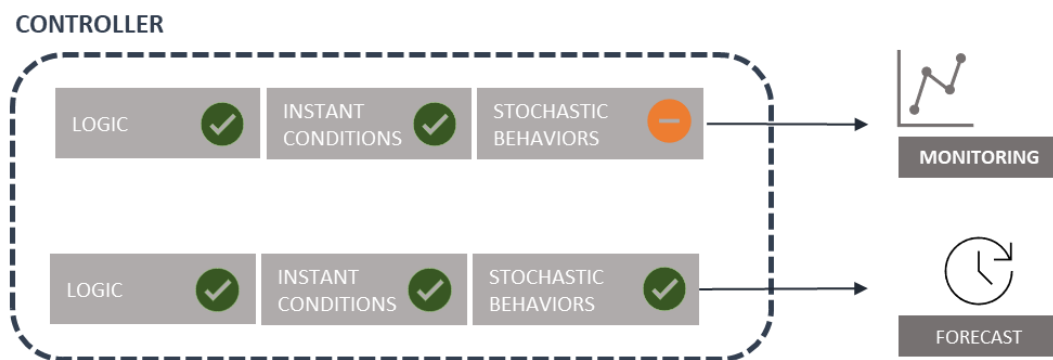 CONTROLLER
LOGIC
INSTANT
CONDITIONS
STOCHASTIC
BEHAVIORS
MONITORING
LOGIC
INSTANT
CONDITIONS
STOCHASTIC
BEHAVIORS
FORECAST